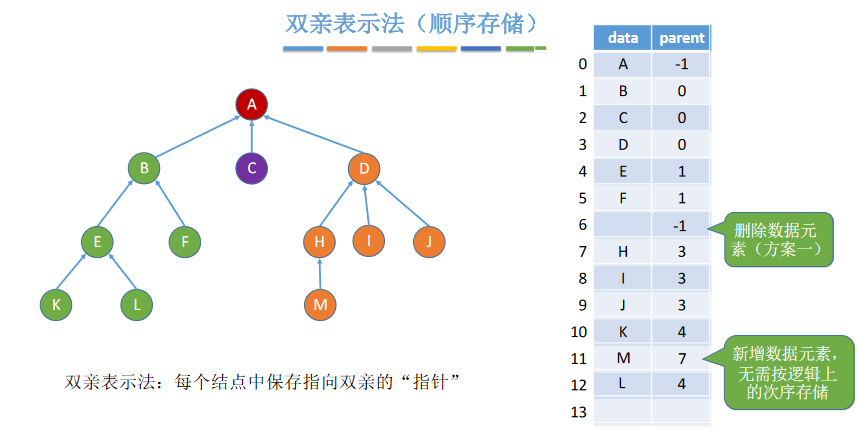 双亲表示法（顺序存储）
A
B
C
D
E
F
H
I
J
K
L
M
双亲表示法：每个结点中保存指向双亲的“指针”
data parent
0 A -1
1 B 0
2 C 0
3 D 0
4 E 1
5 F 1
6 -1
7 H 3
8 I 3
9 J 3
10 K 4
11 M 7
12 L 4
13
删除数据元
素（方案一）
新增数据元素，
无需按逻辑上
的次序存储